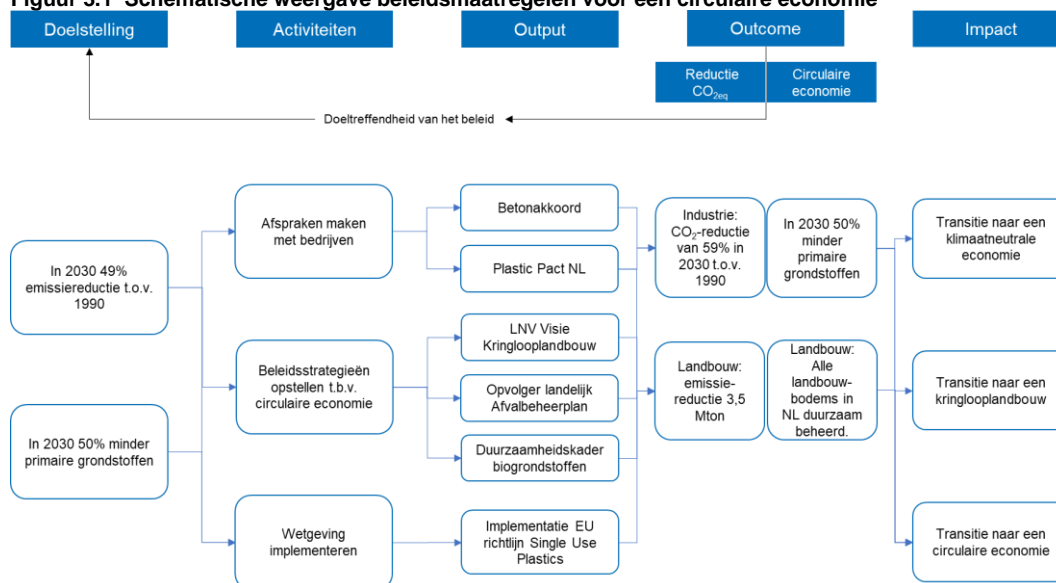 Figuur 3.1 Schematische weergave beleidsmaatregelen voor een circulaire economie
Doelstelling
Activiteiten
Output
Outcome
Impact
Reductie
CO2eq
Circulaire
economie
Doeltreffendheid van het beleid
In 2030 49%
emissiereductie t.o.v.
1990
In 2030 50% minder
primaire grondstoffen
Afspraken maken
met bedrijven
Beleidsstrategieën
opstellen t.b.v.
circulaire economie
Wetgeving
implementeren
Betonakkoord
Plastic Pact NL
LNV Visie
Kringlooplandbouw
Opvolger landelijk
Afvalbeheerplan
Duurzaamheidskader
biogrondstoffen
Implementatie EU
richtlijn Single Use
Plastics
Industrie:
CO2-reductie
van 59% in
2030 t.o.v.
1990
In 2030 50%
minder
primaire
grondstoffen
Landbouw:
emissie-
reductie 3,5
Mton
Landbouw:
Alle
landbouw-
bodems in
NL duurzaam
beheerd.
Transitie naar een
klimaatneutrale
economie
Transitie naar een
kringlooplandbouw
Transitie naar een
circulaire economie